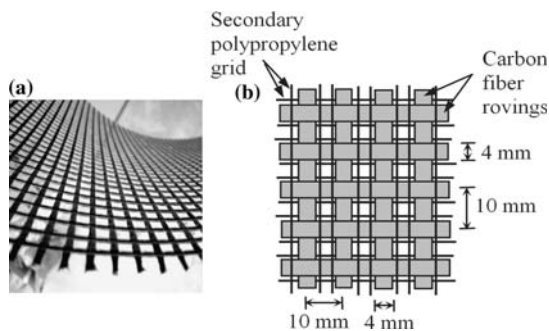 Secondary
polypropylene
grid
(a)
(b)
Carbon
fiber
rovings
4 mm
10 mm
10 mm
4 mm